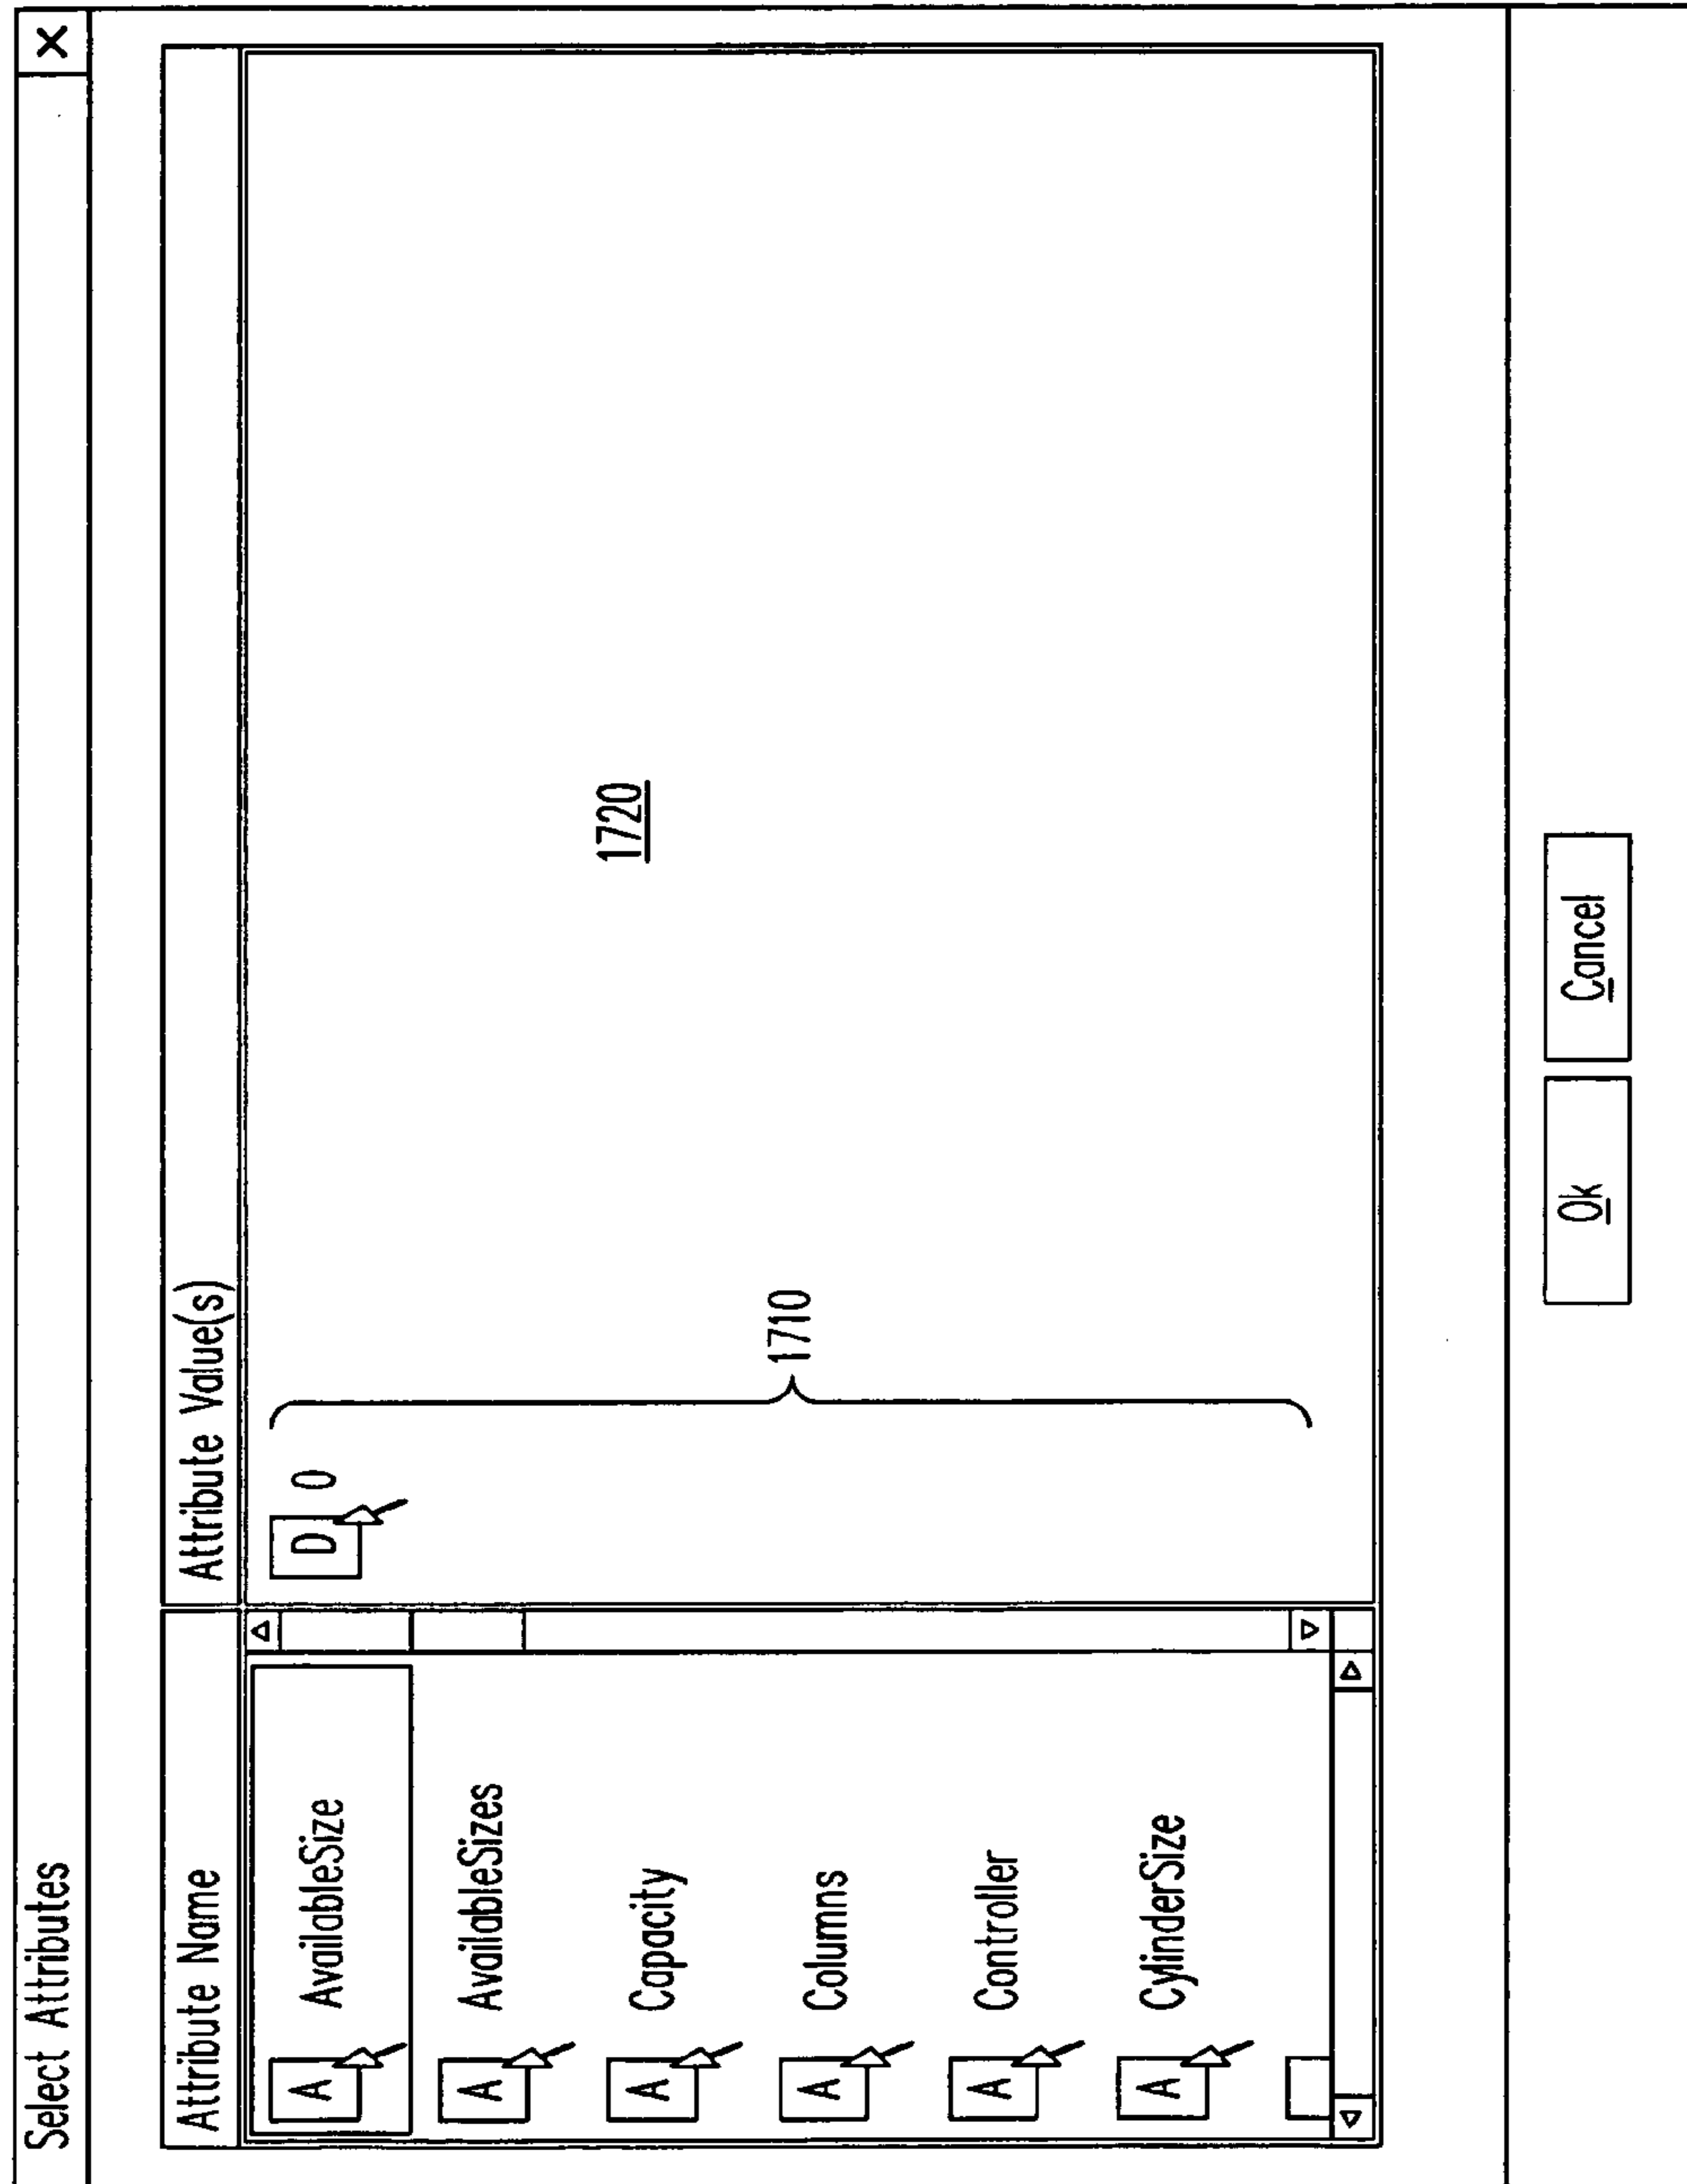 Select Attributes X
Attribute Name Attribute Value(s)
A AvailableSize D 0
A AvailableSizes
A Capacity
A Columns
A Controller
A CylinderSize
1710
1720
Ok Cancel